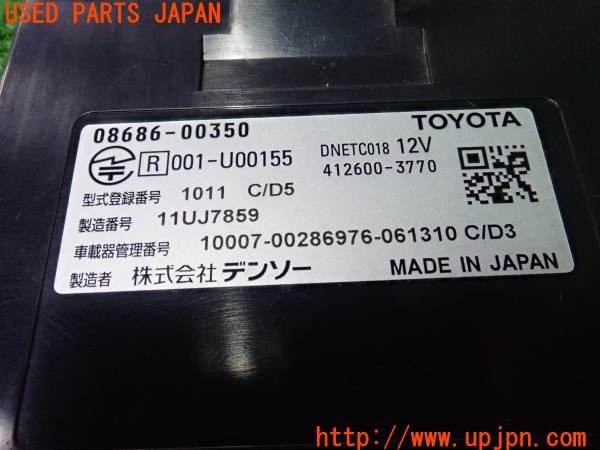 USED PARTS JAPAN
08686-00350
TOYOTA
R 001-U00155
DNETC018 12V
412600-3770
型式登録番号 1011 C/D5
製造番号 11UJ7859
車載器管理番号 10007-00286976-061310 C/D3
製造者 株式会社 デンソー
MADE IN JAPAN
http://www.upjpn.com